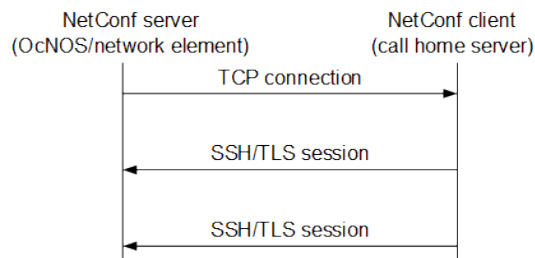 NetConf server
(OcNOS/network element)
NetConf client
(call home server)
TCP connection
SSH/TLS session
SSH/TLS session